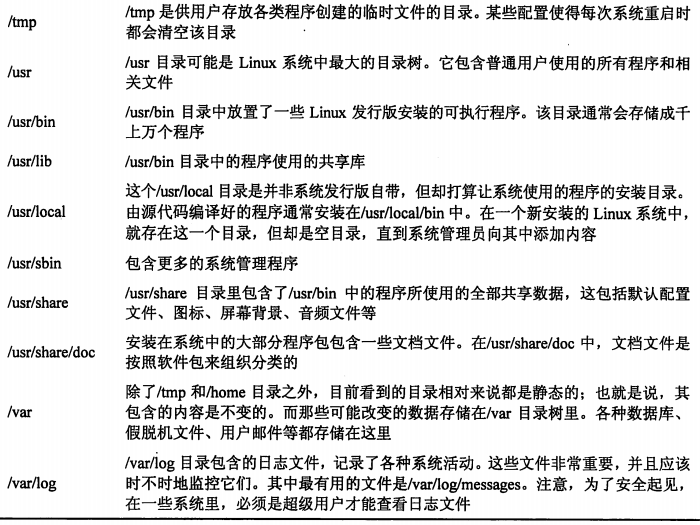 /tmp
/tmp 是供用户存放各类程序创建的临时文件的目录。某些配置使得每次系统重启时
都会清空该目录
/usr
/usr 目录可能是 Linux 系统中最大的目录树。它包含普通用户使用的所有程序和相
关文件
/usr/bin
/usr/bin 目录中放置了一些 Linux 发行版安装的可执行程序。该目录通常会存储成千
上万个程序
/usr/lib
/usr/bin 目录中的程序使用的共享库
/usr/local
这个/usr/local 目录是并非系统发行版自带，但却打算让系统使用的程序的安装目录。
由源代码编译好的程序通常安装在/usr/local/bin 中。在一个新安装的 Linux 系统中，
就存在这一个目录，但却是空目录，直到系统管理员向其中添加内容
/usr/sbin
包含更多的系统管理程序
/usr/share
/usr/share 目录里包含了/usr/bin 中的程序所使用的全部共享数据，这包括默认配置
文件、图标、屏幕背景、音频文件等
/usr/share/doc
安装在系统中的大部分程序包包含一些文档文件。在/usr/share/doc 中，文档文件是
按照软件包来组织分类的
/var
除了/tmp 和/home 目录之外，目前看到的目录相对来说都是静态的；也就是说，其
包含的内容是不变的。而那些可能改变的数据存储在/var 目录树里。各种数据库、
假脱机文件、用户邮件等都存储在这里
/var/log
/var/log 目录包含的日志文件，记录了各种系统活动。这些文件非常重要，并且应该
时不时地监控它们。其中最有用的文件是/var/log/messages。注意，为了安全起见，
在一些系统里，必须是超级用户才能查看日志文件